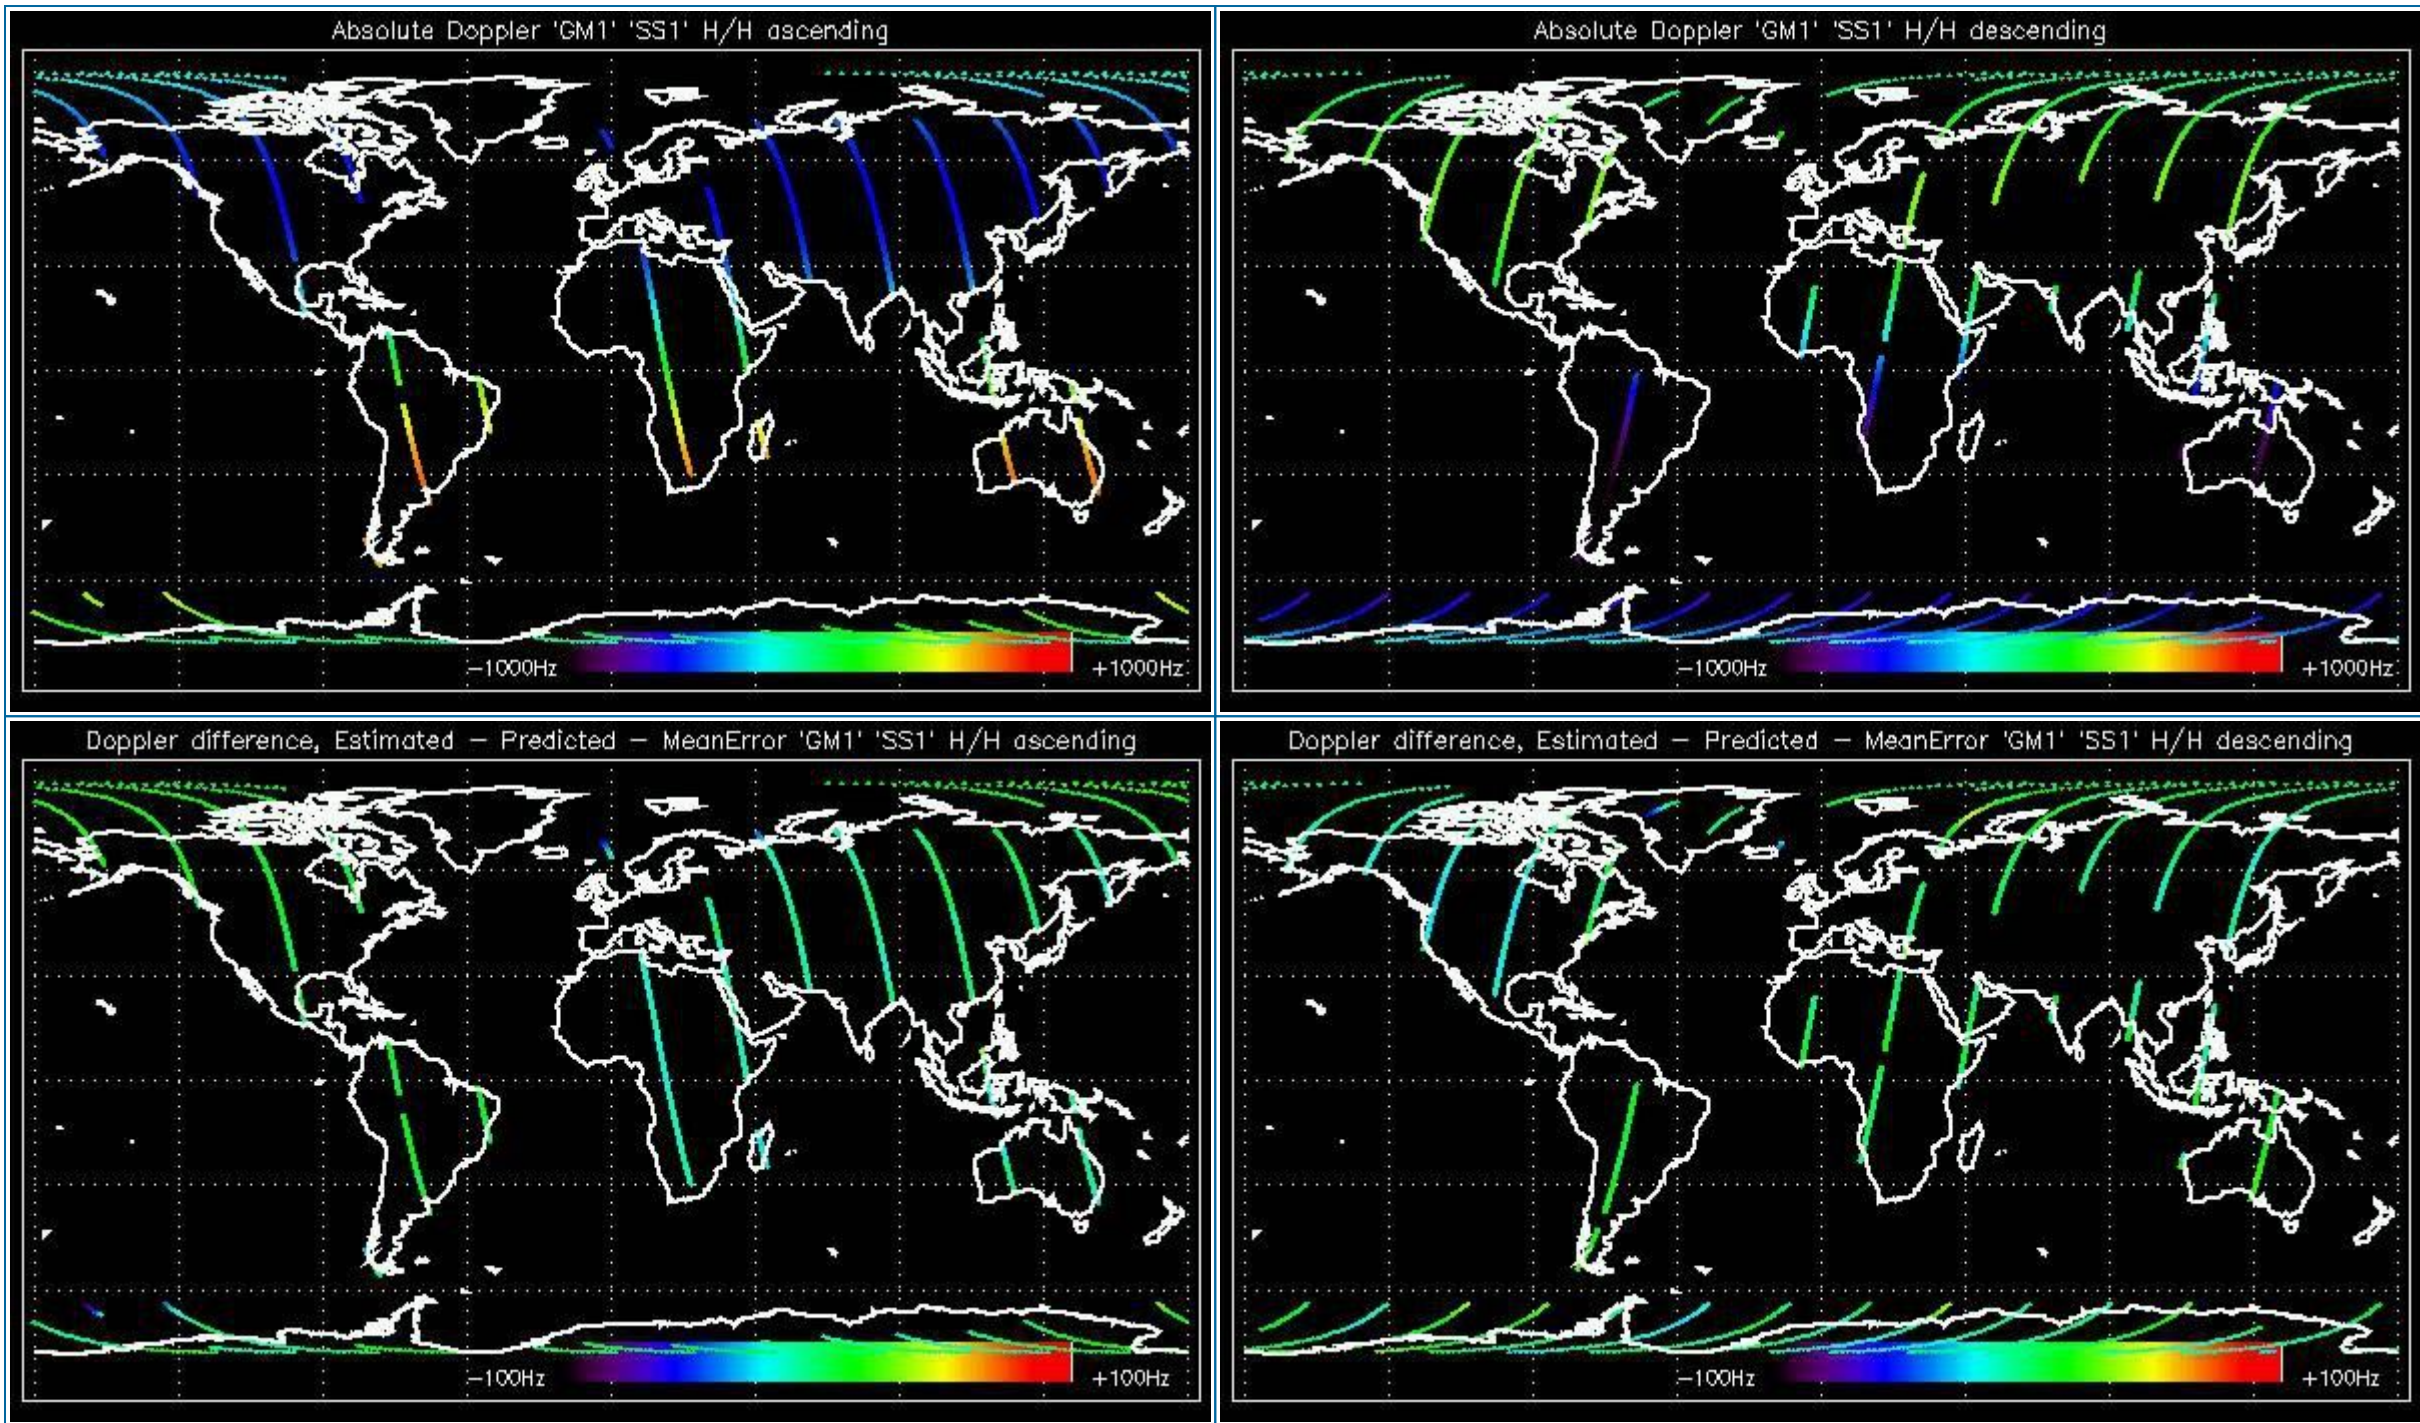 Absolute Doppler 'GM1' 'SS1' H/H ascending
-1000Hz
+1000Hz
Absolute Doppler 'GM1' 'SS1' H/H descending
-1000Hz
+1000Hz
Doppler difference, Estimated - Predicted - MeanError 'GM1' 'SS1' H/H ascending
-100Hz
+100Hz
Doppler difference, Estimated - Predicted - MeanError 'GM1' 'SS1' H/H descending
-100Hz
+100Hz